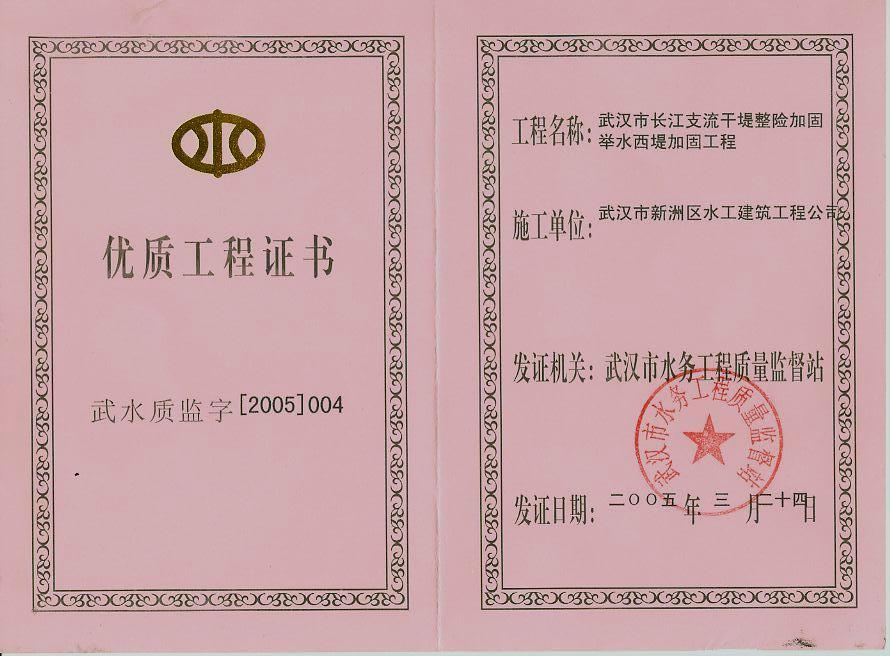 优质工程证书
武水质监字[2005]004
工程名称: 武汉市长江支流干堤整险加固
举水西堤加固工程
施工单位: 武汉市新洲区水工建筑工程公司
发证机关: 武汉市水务工程质量监督站
武汉市水务工程质量监督站
发证日期: 二〇〇五年三月二十四日